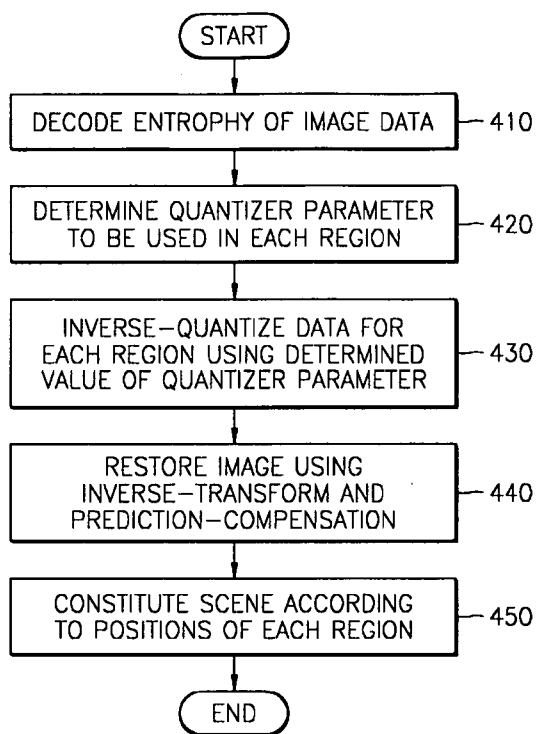 START
DECODE ENTROPHY OF IMAGE DATA
410
DETERMINE QUANTIZER PARAMETER
TO BE USED IN EACH REGION
420
INVERSE-QUANTIZE DATA FOR
EACH REGION USING DETERMINED
VALUE OF QUANTIZER PARAMETER
430
RESTORE IMAGE USING
INVERSE-TRANSFORM AND
PREDICTION-COMPENSATION
440
CONSTITUTE SCENE ACCORDING
TO POSITIONS OF EACH REGION
450
END